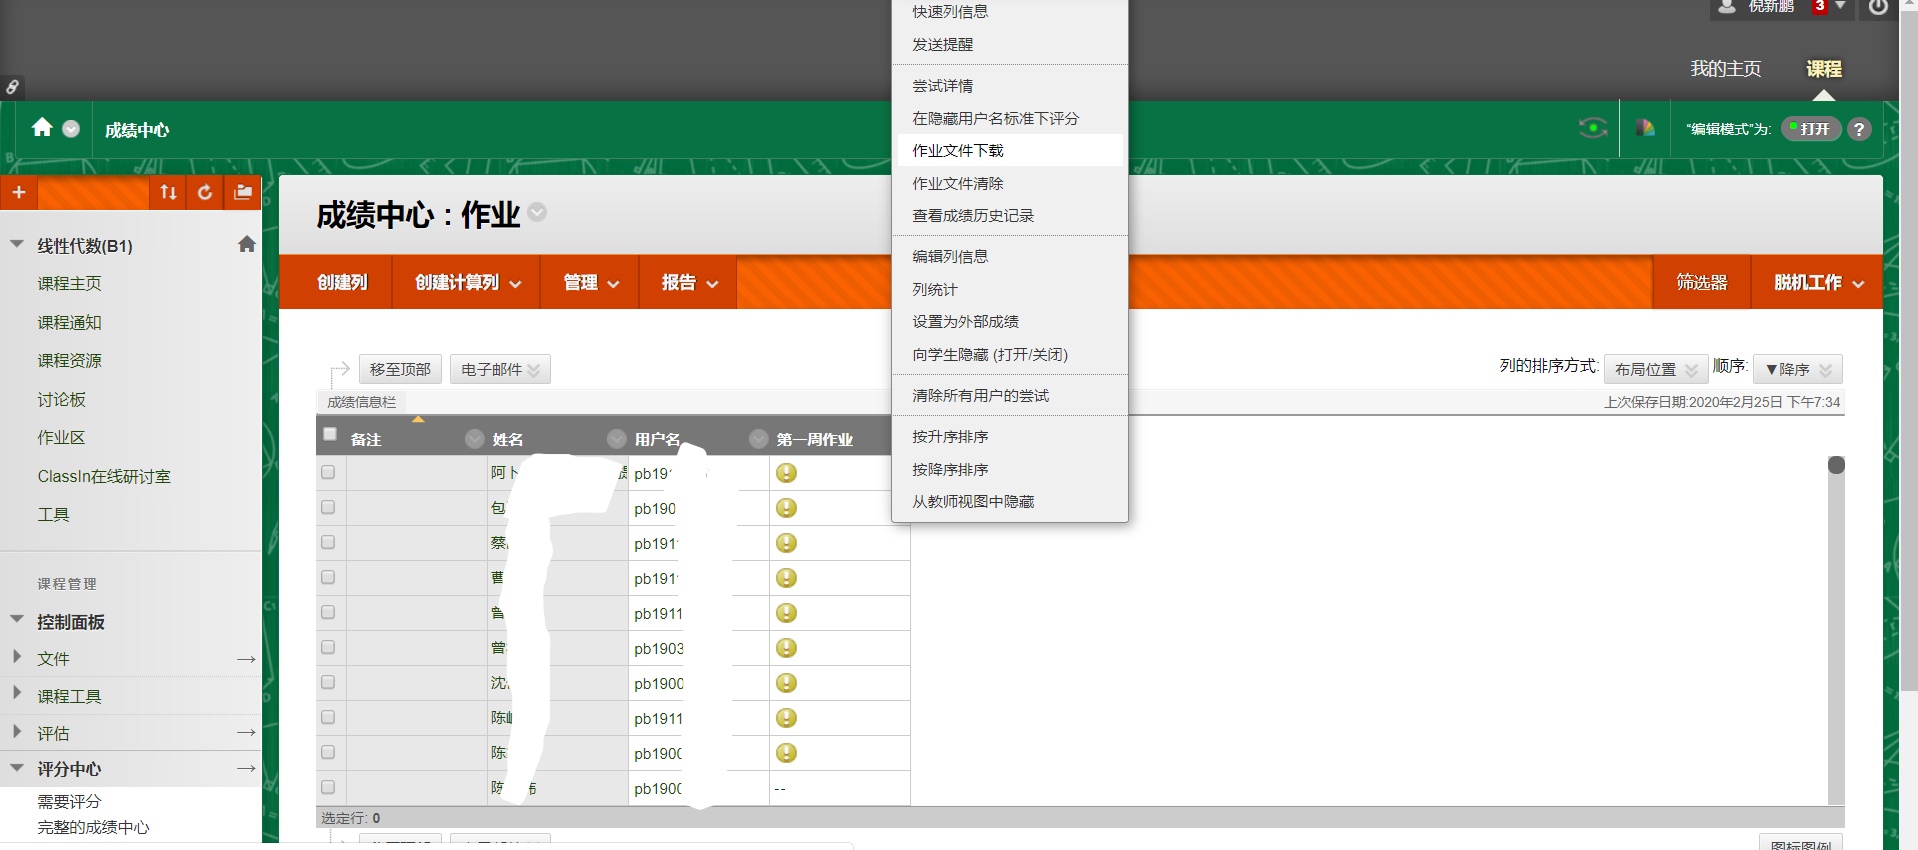 快速列信息
倪新鹏 3
发送提醒
我的主页 课程
尝试详情
在隐藏用户名标准下评分
作业文件下载
作业文件清除
查看成绩历史记录
编辑列信息
列统计
设置为外部成绩
向学生隐藏 (打开/关闭)
清除所有用户的尝试
按升序排序
按降序排序
从教师视图中隐藏
成绩中心
“编辑模式”为: 打开 ?
线性代数(B1)
课程主页
课程通知
课程资源
讨论板
作业区
ClassIn在线研讨室
工具
课程管理
控制面板
文件
课程工具
评估
评分中心
需要评分
完整的成绩中心
成绩中心 : 作业
创建列 创建计算列 管理 报告 筛选器 脱机工作
移至顶部 电子邮件 列的排序方式: 布局位置 顺序: ▼降序
成绩信息栏 上次保存日期:2020年2月25日 下午7:34
备注 姓名 用户名 第一周作业
阿卜 pb191
包 pb190
蔡 pb191
曹 pb191
曾 pb1911
曾 pb1903
沈 pb1900
陈 pb1911
陈 pb1900
陈 pb1900 --
选定行: 0
图标图例